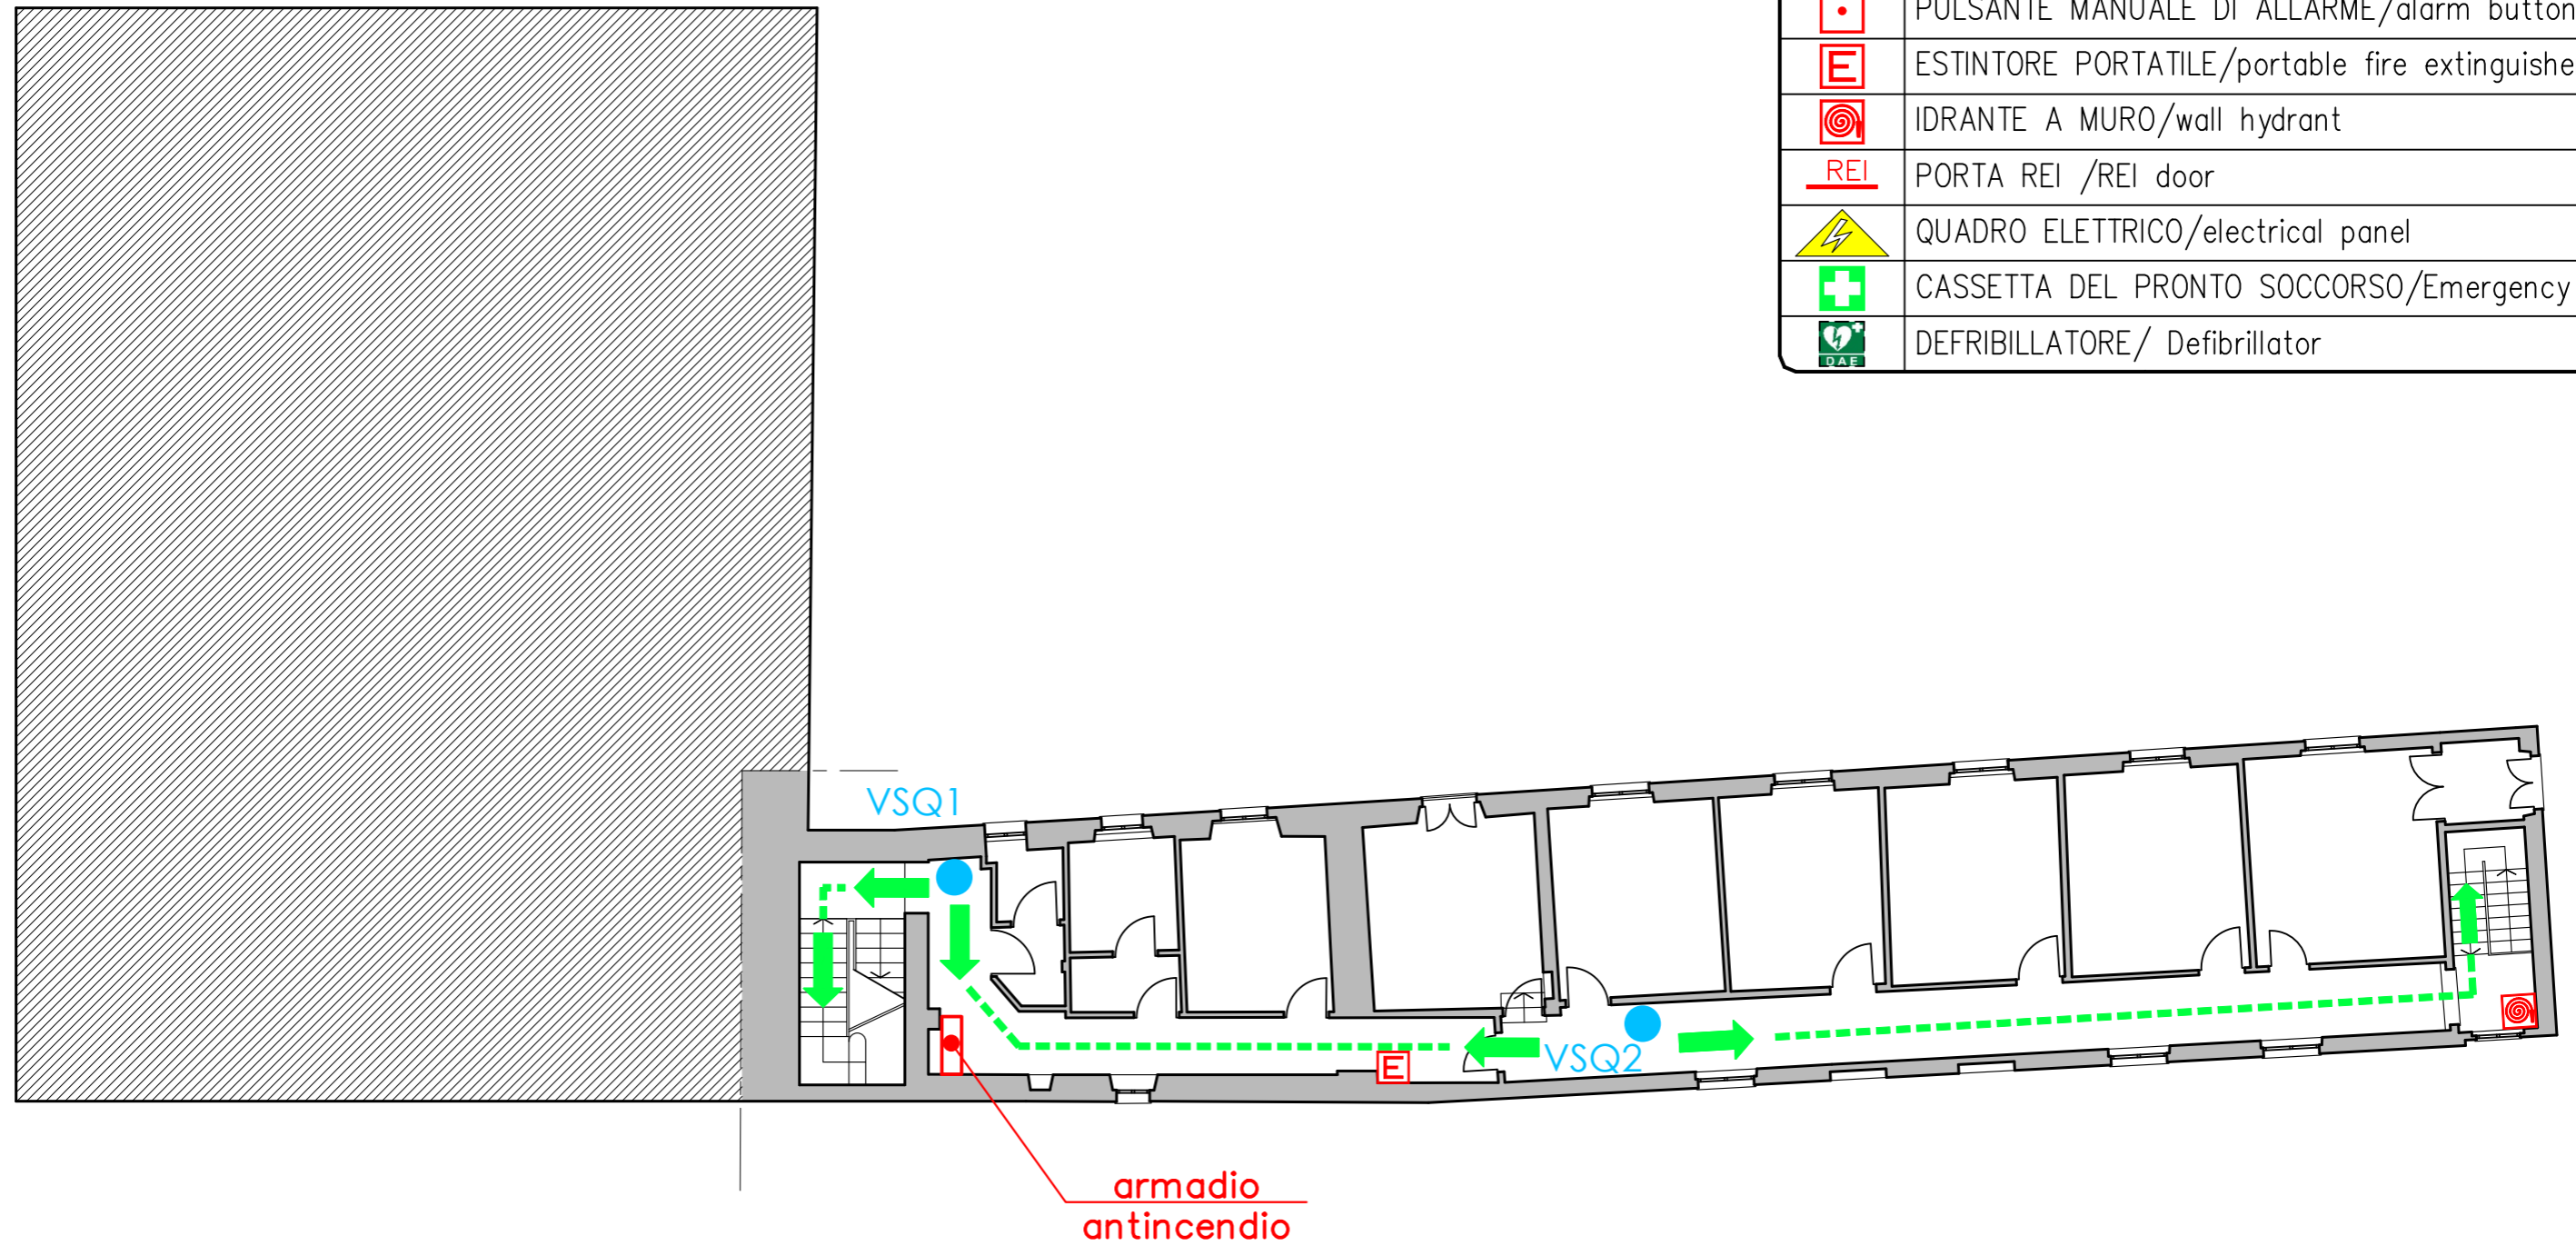 PULSANTE MANUALE DI ALLARME/alarm button
E ESTINTORE PORTATILE/portable fire extinguishe
IDRANTE A MURO/wall hydrant
REI PORTA REI /REI door
QUADRO ELETTRICO/electrical panel
CASSETTA DEL PRONTO SOCCORSO/Emergency
DAE DEFRIBILLATORE/ Defibrillator
VSQ1
VSQ2
E
armadio
antincendio